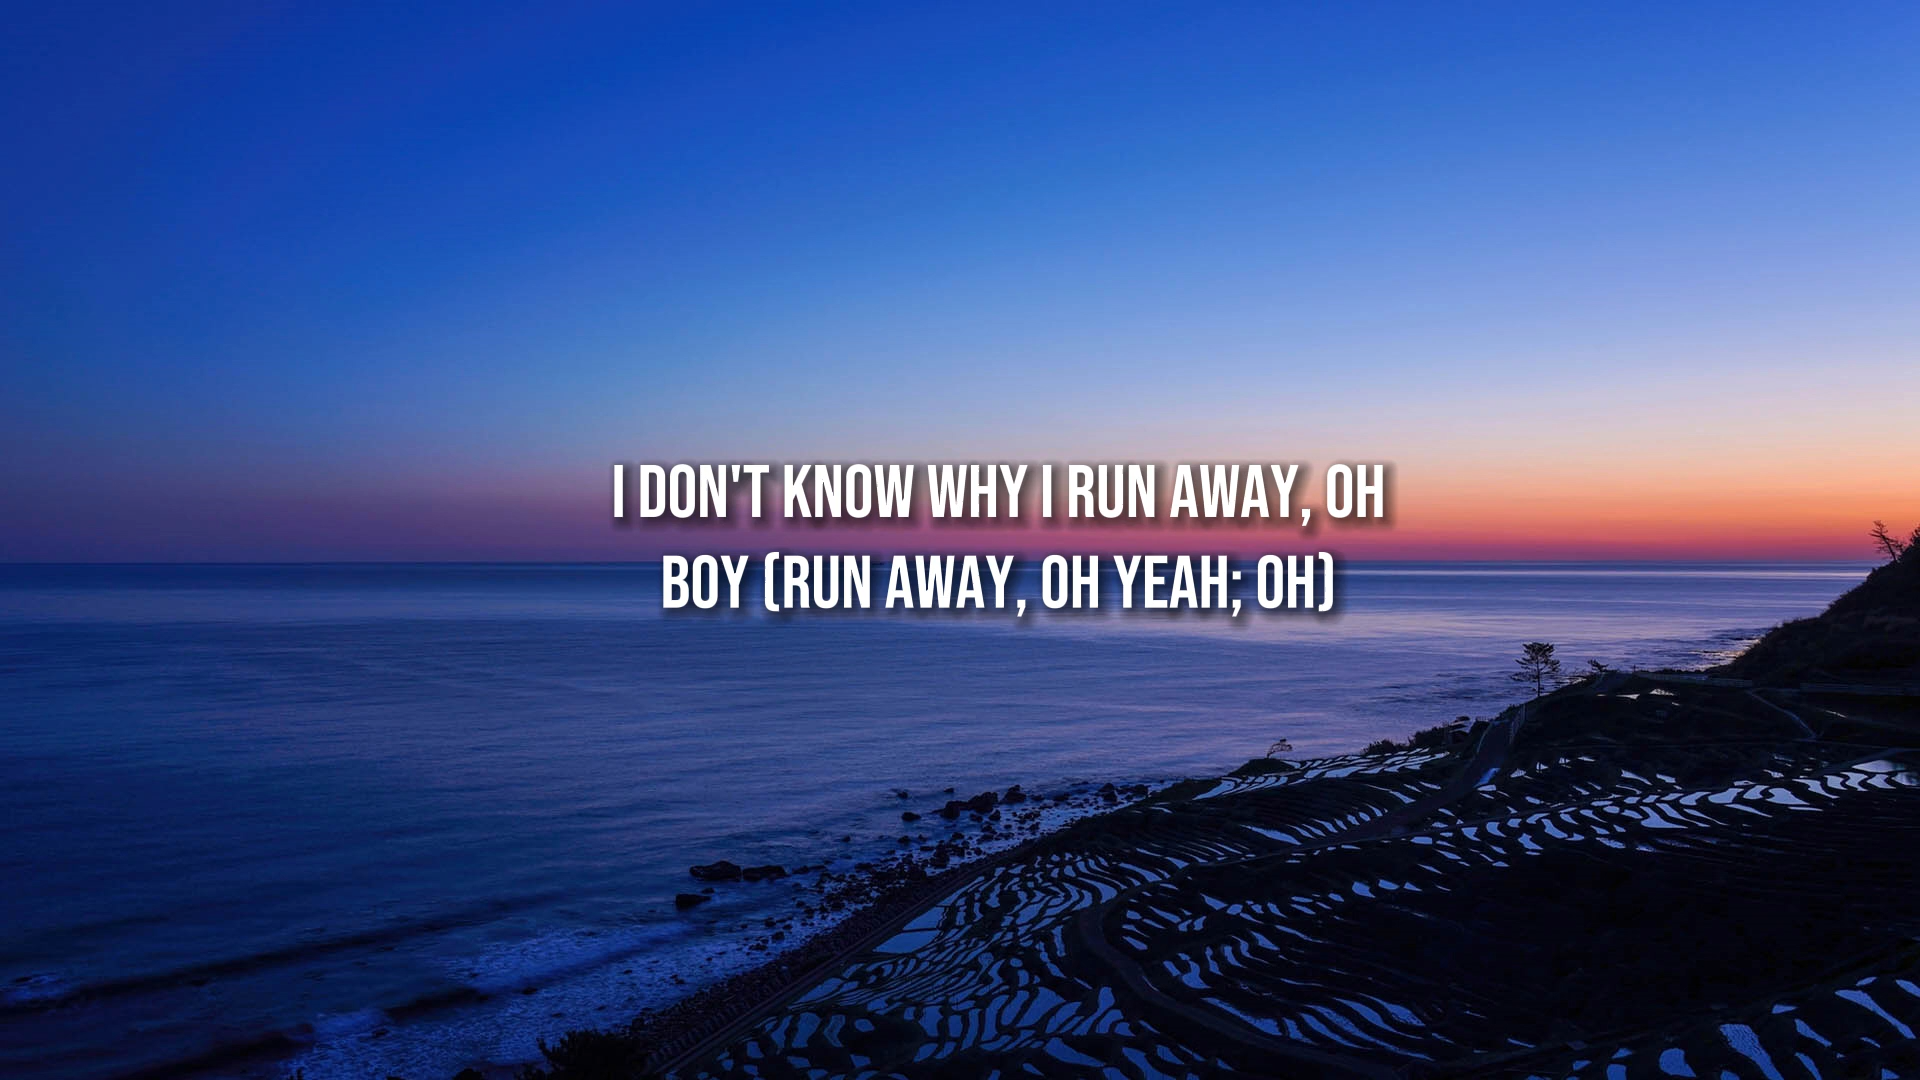 I DON'T KNOW WHY I RUN AWAY, OH
BOY (RUN AWAY, OH YEAH; OH)